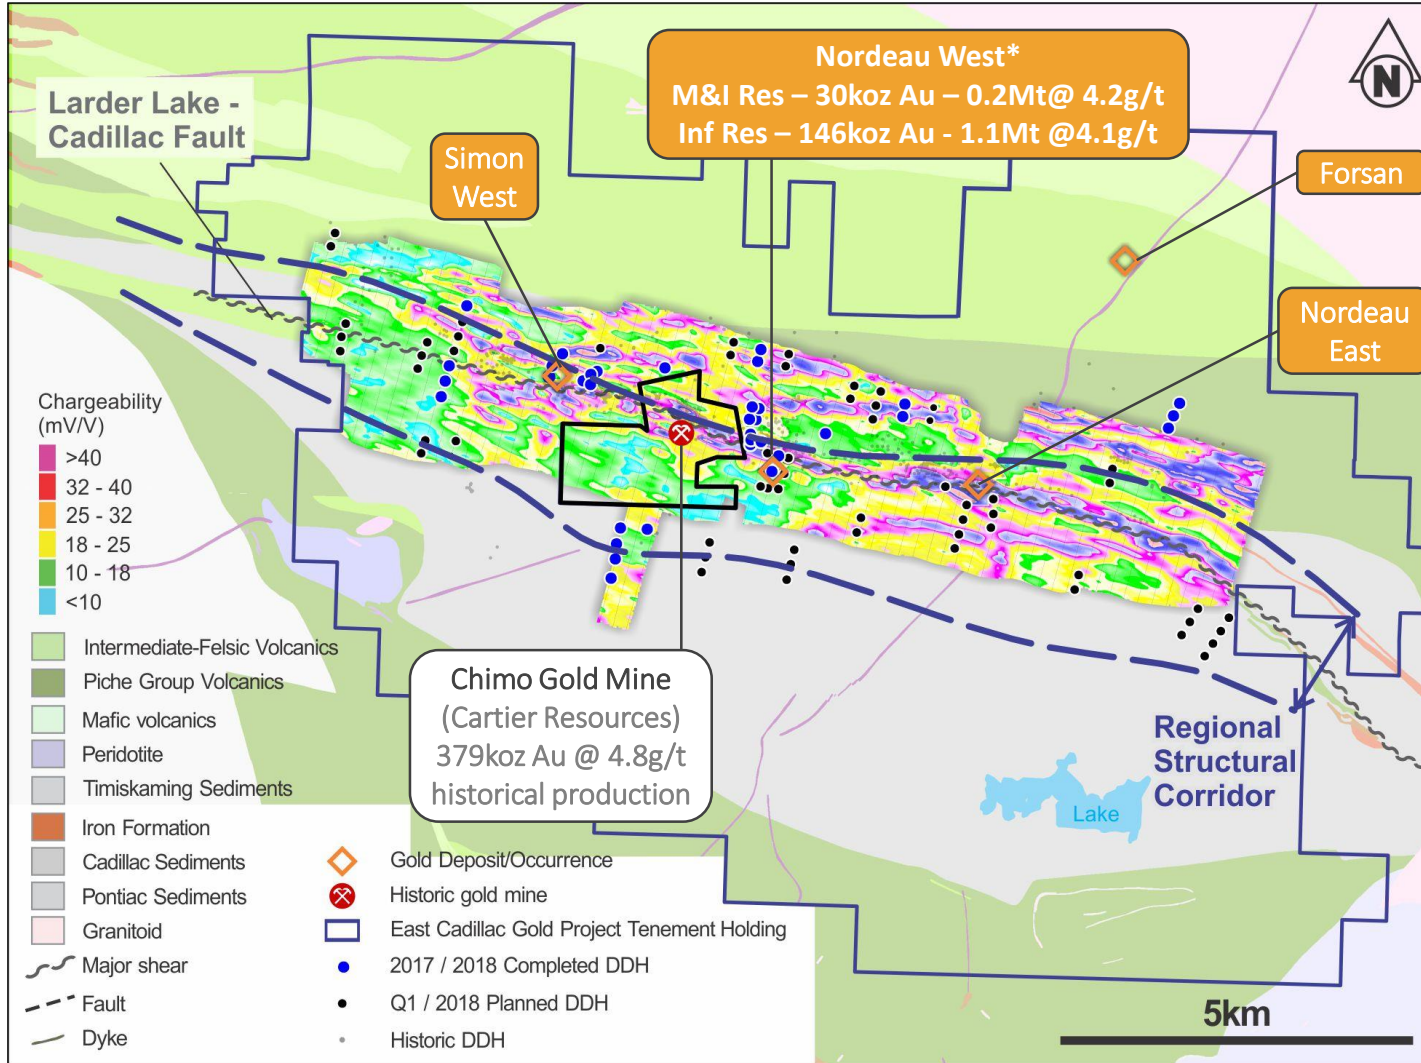 Nordeau West*
M&I Res – 30koz Au – 0.2Mt@ 4.2g/t
Inf Res – 146koz Au - 1.1Mt @4.1g/t
N
Larder Lake -
Cadillac Fault
Simon
West
Forsan
Nordeau
East
Chargeability
(mV/V)
>40
32 - 40
25 - 32
18 - 25
10 - 18
<10
Intermediate-Felsic Volcanics
Piche Group Volcanics
Mafic volcanics
Peridotite
Timiskaming Sediments
Iron Formation
Cadillac Sediments
Pontiac Sediments
Granitoid
Major shear
Fault
Dyke
Chimo Gold Mine
(Cartier Resources)
379koz Au @ 4.8g/t
historical production
Regional
Structural
Corridor
Lake
Gold Deposit/Occurrence
Historic gold mine
East Cadillac Gold Project Tenement Holding
2017 / 2018 Completed DDH
Q1 / 2018 Planned DDH
Historic DDH
5km